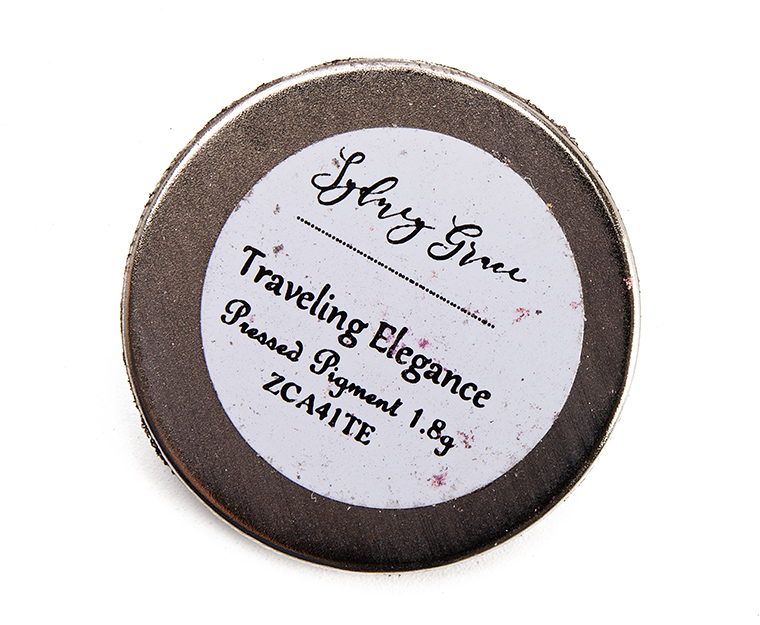 Sydney Grace
Traveling Elegance
Pressed Pigment 1.8g
ZCA41TE